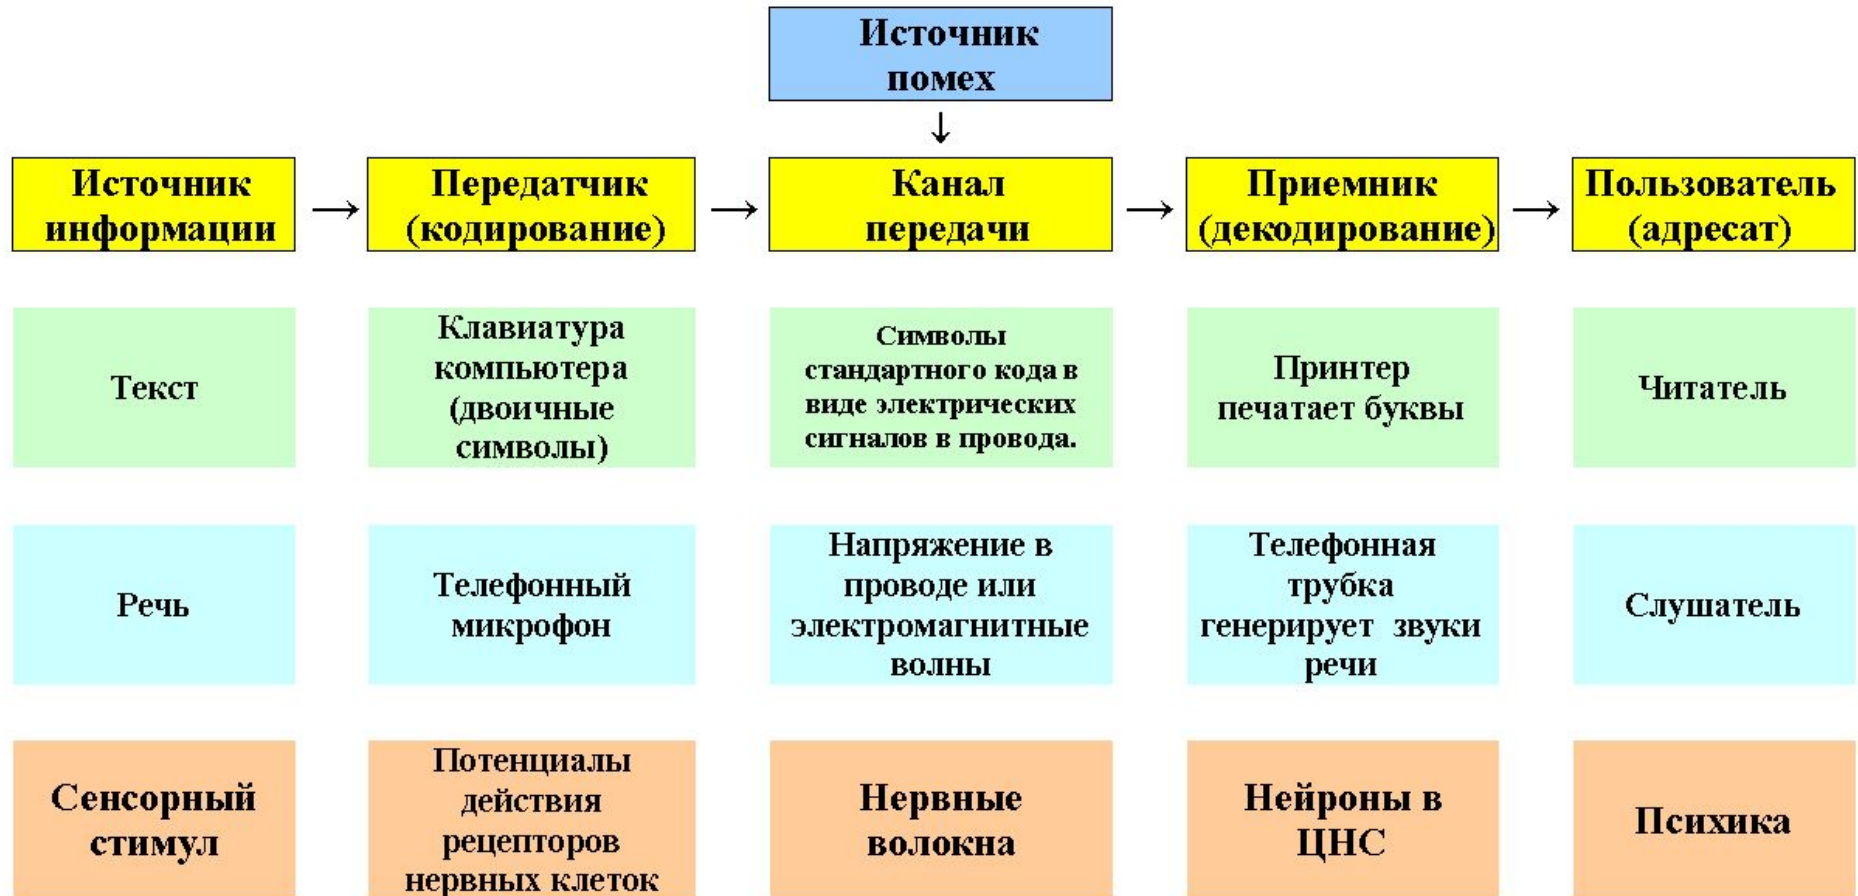 Источник
помех
↓
Источник
информации
→
Передатчик
(кодирование)
→
Канал
передачи
→
Приемник
(декодирование)
→
Пользователь
(адресат)
Текст
Клавиатура
компьютера
(двоичные
символы)
Символы
стандартного кода в
виде электрических
сигналов в провода.
Принтер
печатает буквы
Читатель
Речь
Телефонный
микрофон
Напряжение в
проводе или
электромагнитные
волны
Телефонная
трубка
генерирует звуки
речи
Слушатель
Сенсорный
стимул
Потенциалы
действия
рецепторов
нервных клеток
Нервные
волокна
Нейроны в
ЦНС
Психика